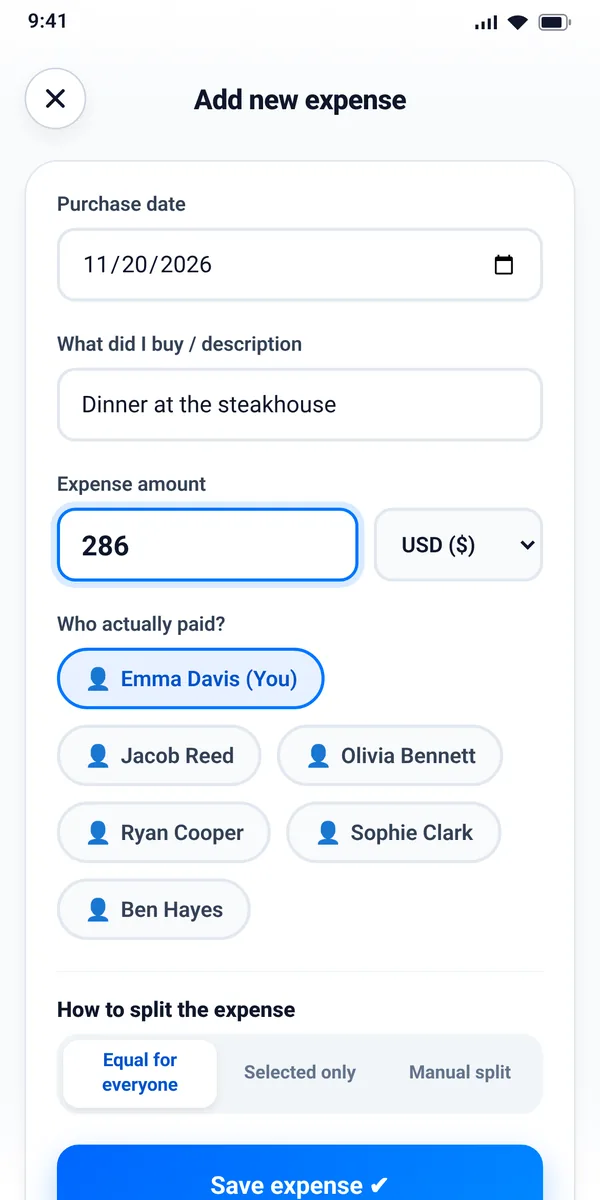 9:41
Add new expense
Purchase date
11/20/2026
What did I buy / description
Dinner at the steakhouse
Expense amount
286
USD ($)
Who actually paid?
👤 Emma Davis (You)
👤 Jacob Reed
👤 Olivia Bennett
👤 Ryan Cooper
👤 Sophie Clark
👤 Ben Hayes
How to split the expense
Equal for
everyone
Selected only
Manual split
Save expense ✔